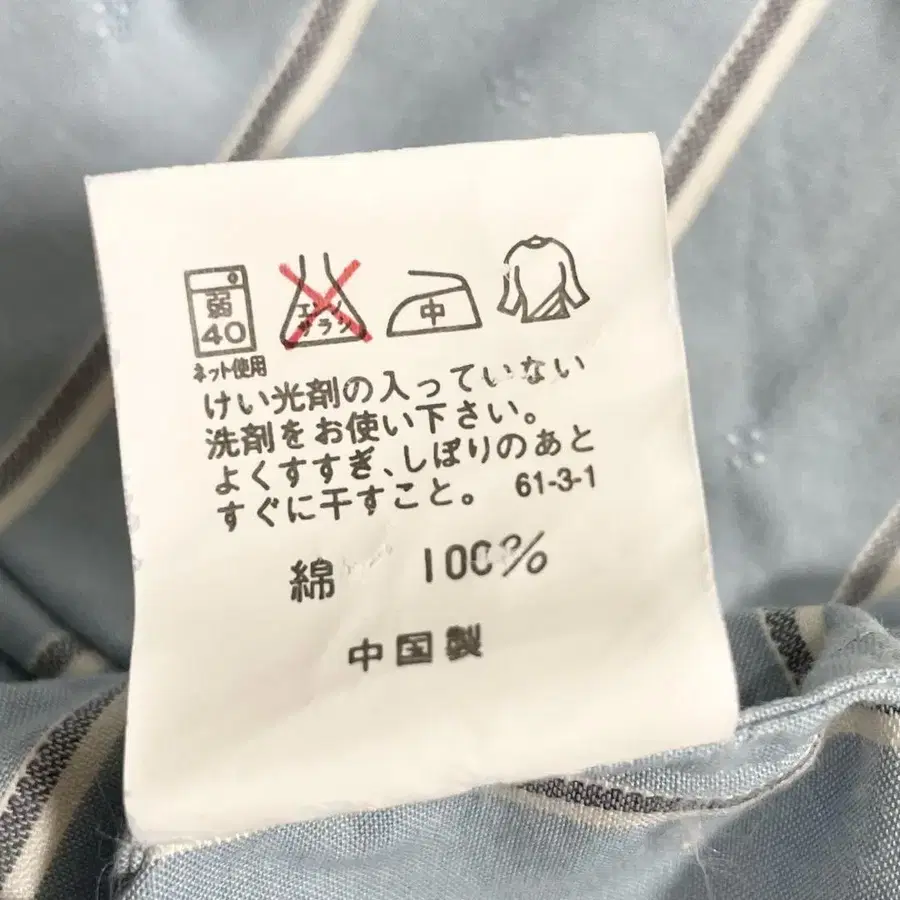 弱
40
ネット使用
エンソ
サラシ
中
けい光剤の入っていない
洗剤をお使い下さい。
よくすすぎ、しぼりのあと
すぐに干すこと。 61-3-1
綿 100%
中国製